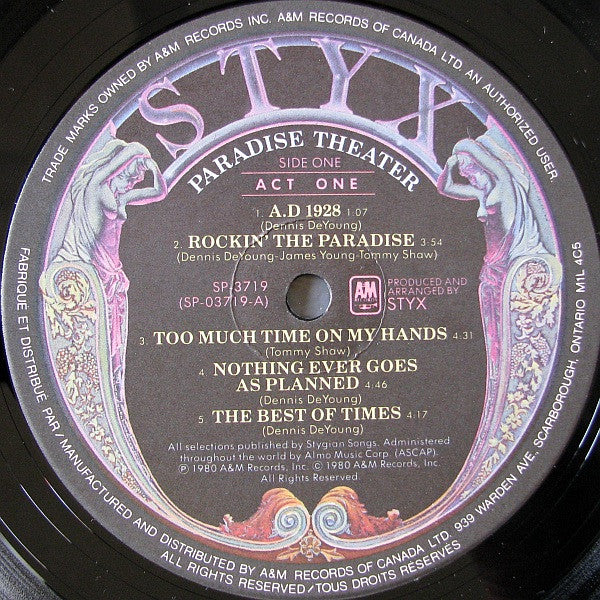 TRADE MARKS OWNED BY A&M RECORDS INC. A&M RECORDS OF CANADA LTD AN AUTHORIZED USER.
STYX
PARADISE THEATER
SIDE ONE
ACT ONE
1. A.D 1928 1:07
(Dennis DeYoung)
2. ROCKIN' THE PARADISE 3:54
(Dennis DeYoung-James Young-Tommy Shaw)
SP-3719
(SP-03719-A)
A&M
PRODUCED AND
ARRANGED BY
STYX
3. TOO MUCH TIME ON MY HANDS 4:31
(Tommy Shaw)
4. NOTHING EVER GOES
AS PLANNED 4:46
(Dennis DeYoung)
5. THE BEST OF TIMES 4:17
(Dennis DeYoung)
All selections published by Stygian Songs. Administered
throughout the world by Almo Music Corp. (ASCAP).
℗ 1980 A&M Records, Inc. © 1980 A&M Records, Inc.
All Rights Reserved.
FABRIQUE ET DISTRIBUÉ PAR / MANUFACTURED AND DISTRIBUTED BY A&M RECORDS OF CANADA LTD. 939 WARDEN AVE., SCARBOROUGH, ONTARIO M1L 4C5
ALL RIGHTS RESERVED/TOUS DROITS RESERVÉS